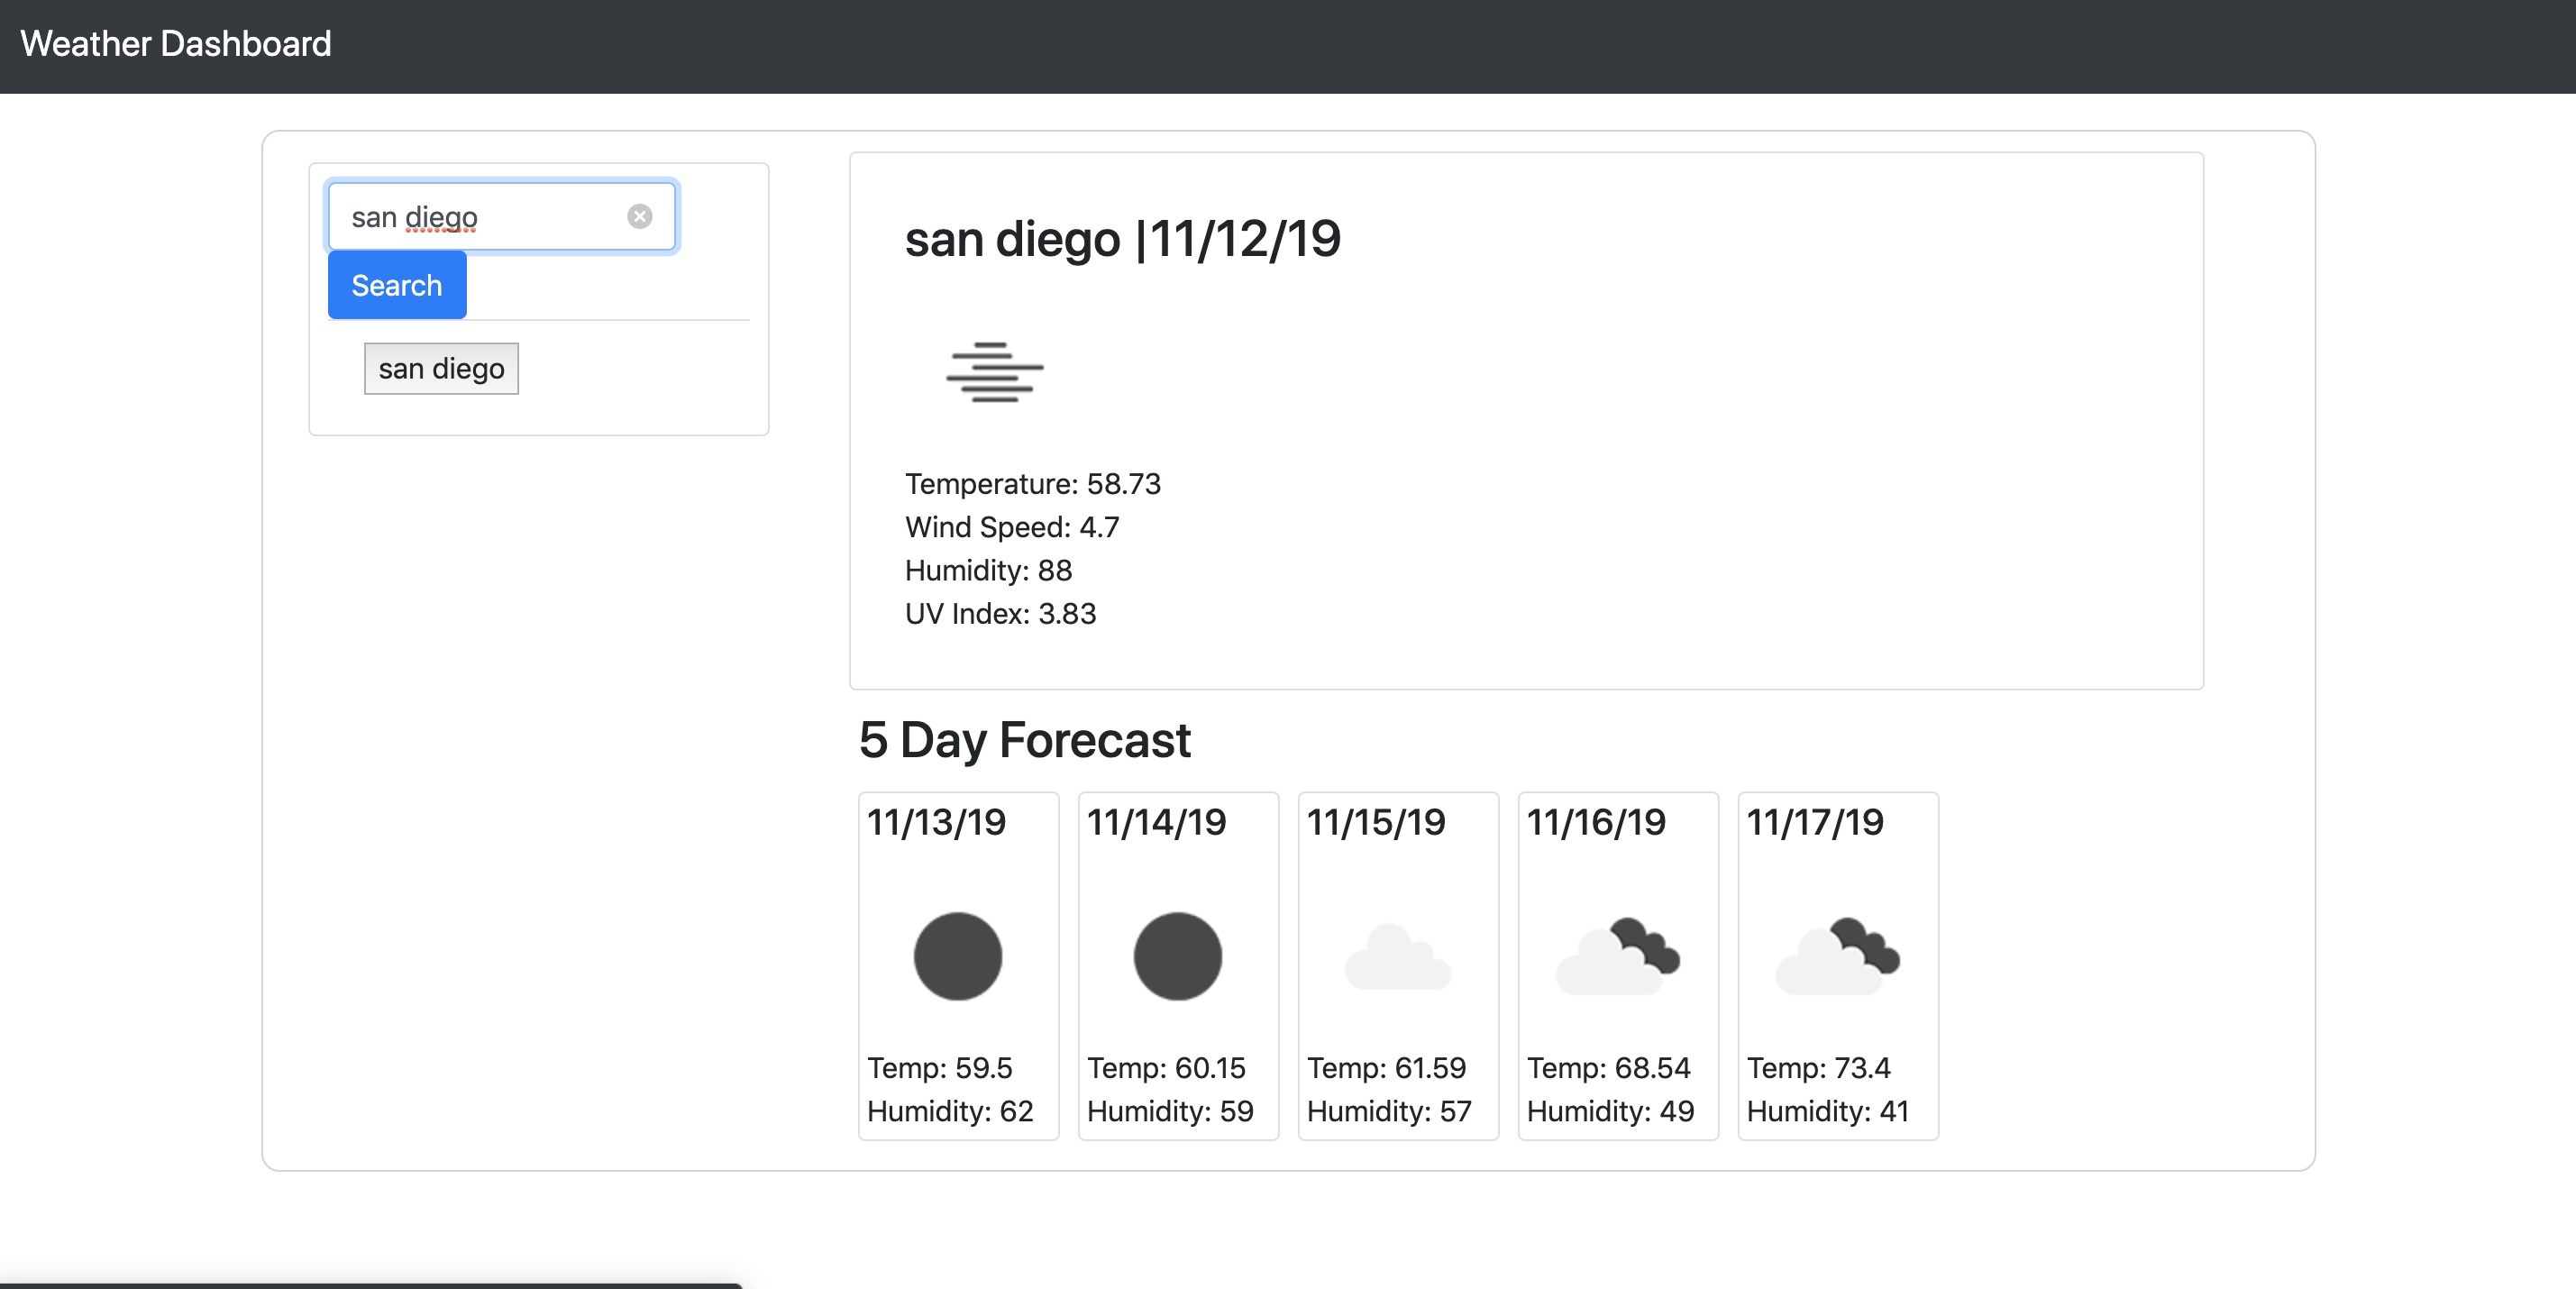 Weather Dashboard
san diego
Search
san diego
san diego |11/12/19
Temperature: 58.73
Wind Speed: 4.7
Humidity: 88
UV Index: 3.83
5 Day Forecast
11/13/19
Temp: 59.5
Humidity: 62
11/14/19
Temp: 60.15
Humidity: 59
11/15/19
Temp: 61.59
Humidity: 57
11/16/19
Temp: 68.54
Humidity: 49
11/17/19
Temp: 73.4
Humidity: 41